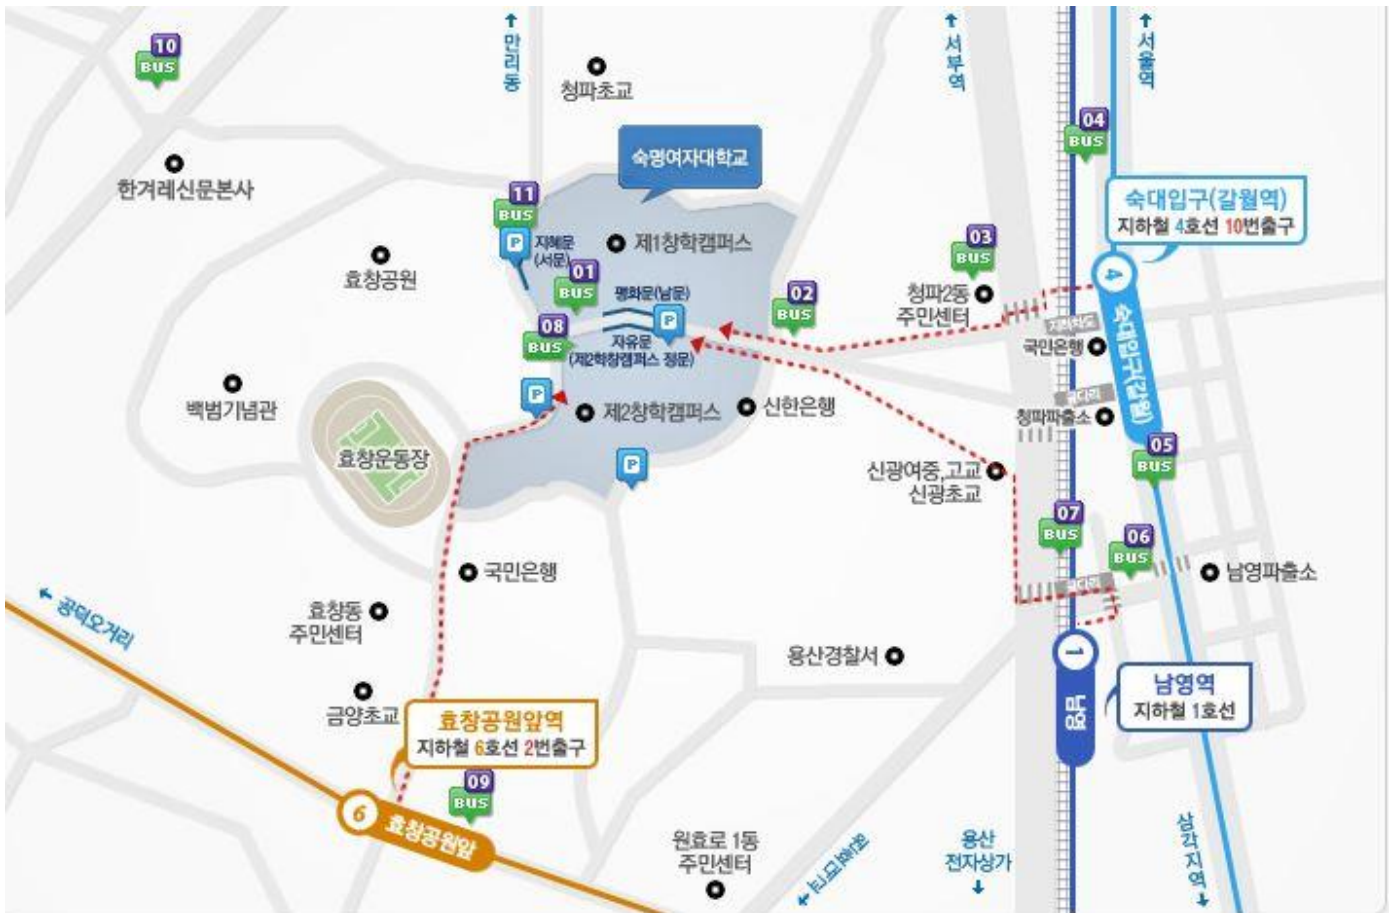 10
BUS
만리동
서부역
서울역
청파초교
숙명여자대학교
04
BUS
한겨레신문본사
11
BUS
숙대입구(갈월역)
지하철 4호선 10번출구
P
지혜문
(서문)
제1창학캠퍼스
03
BUS
효창공원
01
BUS
평화문(남문)
02
BUS
청파2동
주민센터
4
숙대입구(갈월)
08
BUS
P
자유문
(제2창학캠퍼스 정문)
지하차도
국민은행
백범기념관
P
제2창학캠퍼스
신한은행
굴다리
청파파출소
효창운동장
P
신광여중,고교
신광초교
05
BUS
07
BUS
06
BUS
국민은행
굴다리
남영파출소
공덕오거리
효창동
주민센터
용산경찰서
1
남영
남영역
지하철 1호선
금양초교
효창공원앞역
지하철 6호선 2번출구
09
BUS
6
효창공원앞
원효로 1동
주민센터
용산
전자상가
삼각지역